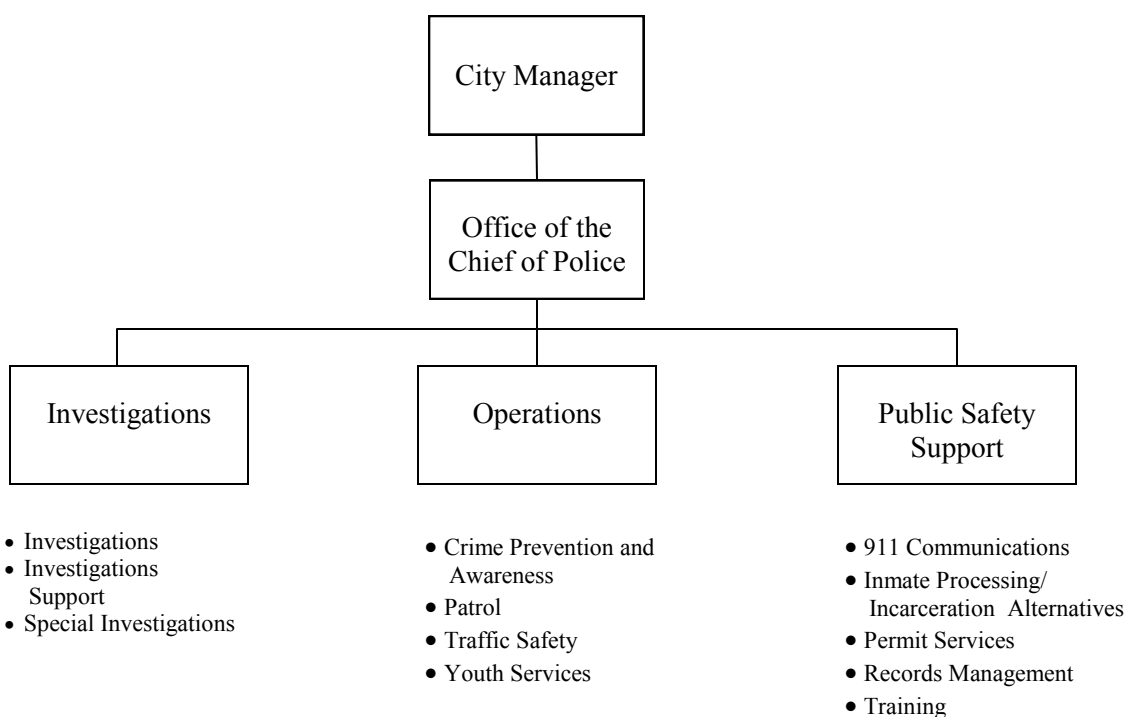 City Manager
Office of the
Chief of Police
Investigations
Operations
Public Safety
Support
• Investigations
• Investigations
Support
• Special Investigations
• Crime Prevention and
Awareness
• Patrol
• Traffic Safety
• Youth Services
• 911 Communications
• Inmate Processing/
Incarceration Alternatives
• Permit Services
• Records Management
• Training